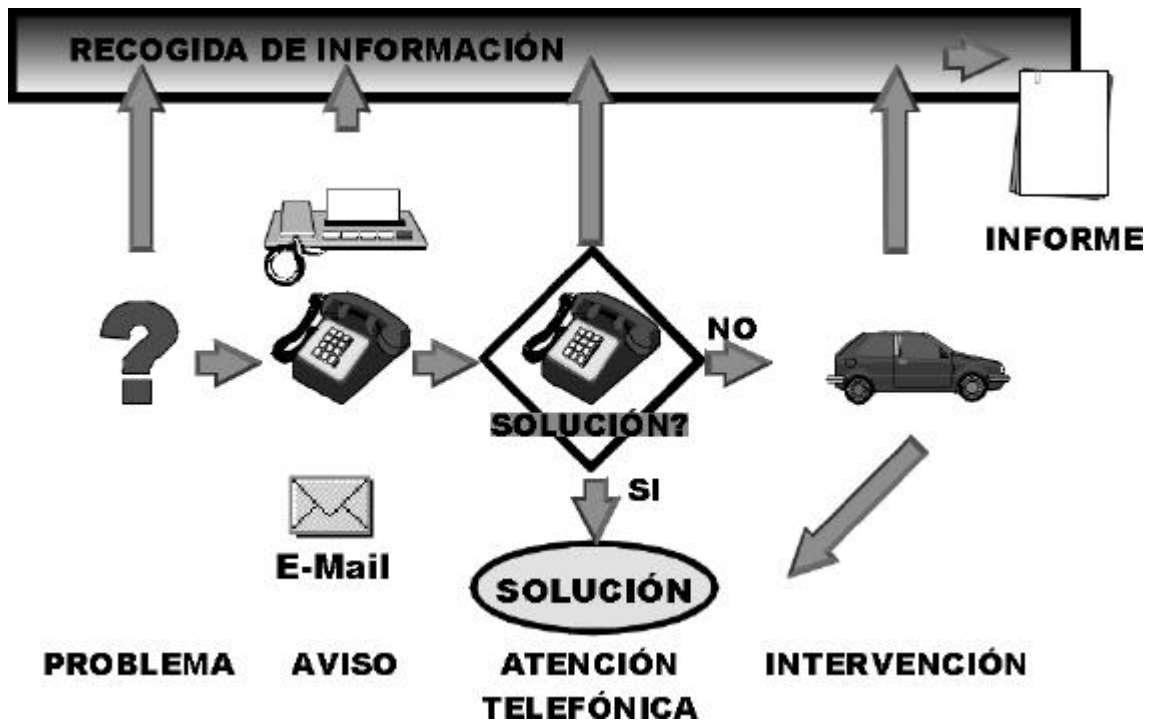 RECOGIDA DE INFORMACIÓN
INFORME
NO
SOLUCIÓN?
SI
E-Mail
SOLUCIÓN
PROBLEMA
AVISO
ATENCIÓN
TELEFÓNICA
INTERVENCIÓN